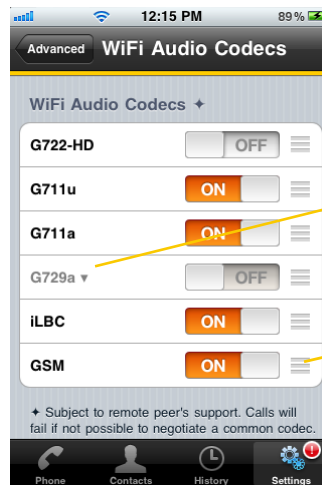 12:15 PM 89%
Advanced WiFi Audio Codecs
WiFi Audio Codecs ✦
G722-HD OFF
G711u ON
G711a ON
G729a ▾ OFF
iLBC ON
GSM ON
✦ Subject to remote peer's support. Calls will
fail if not possible to negotiate a common codec.
Phone Contacts History Settings